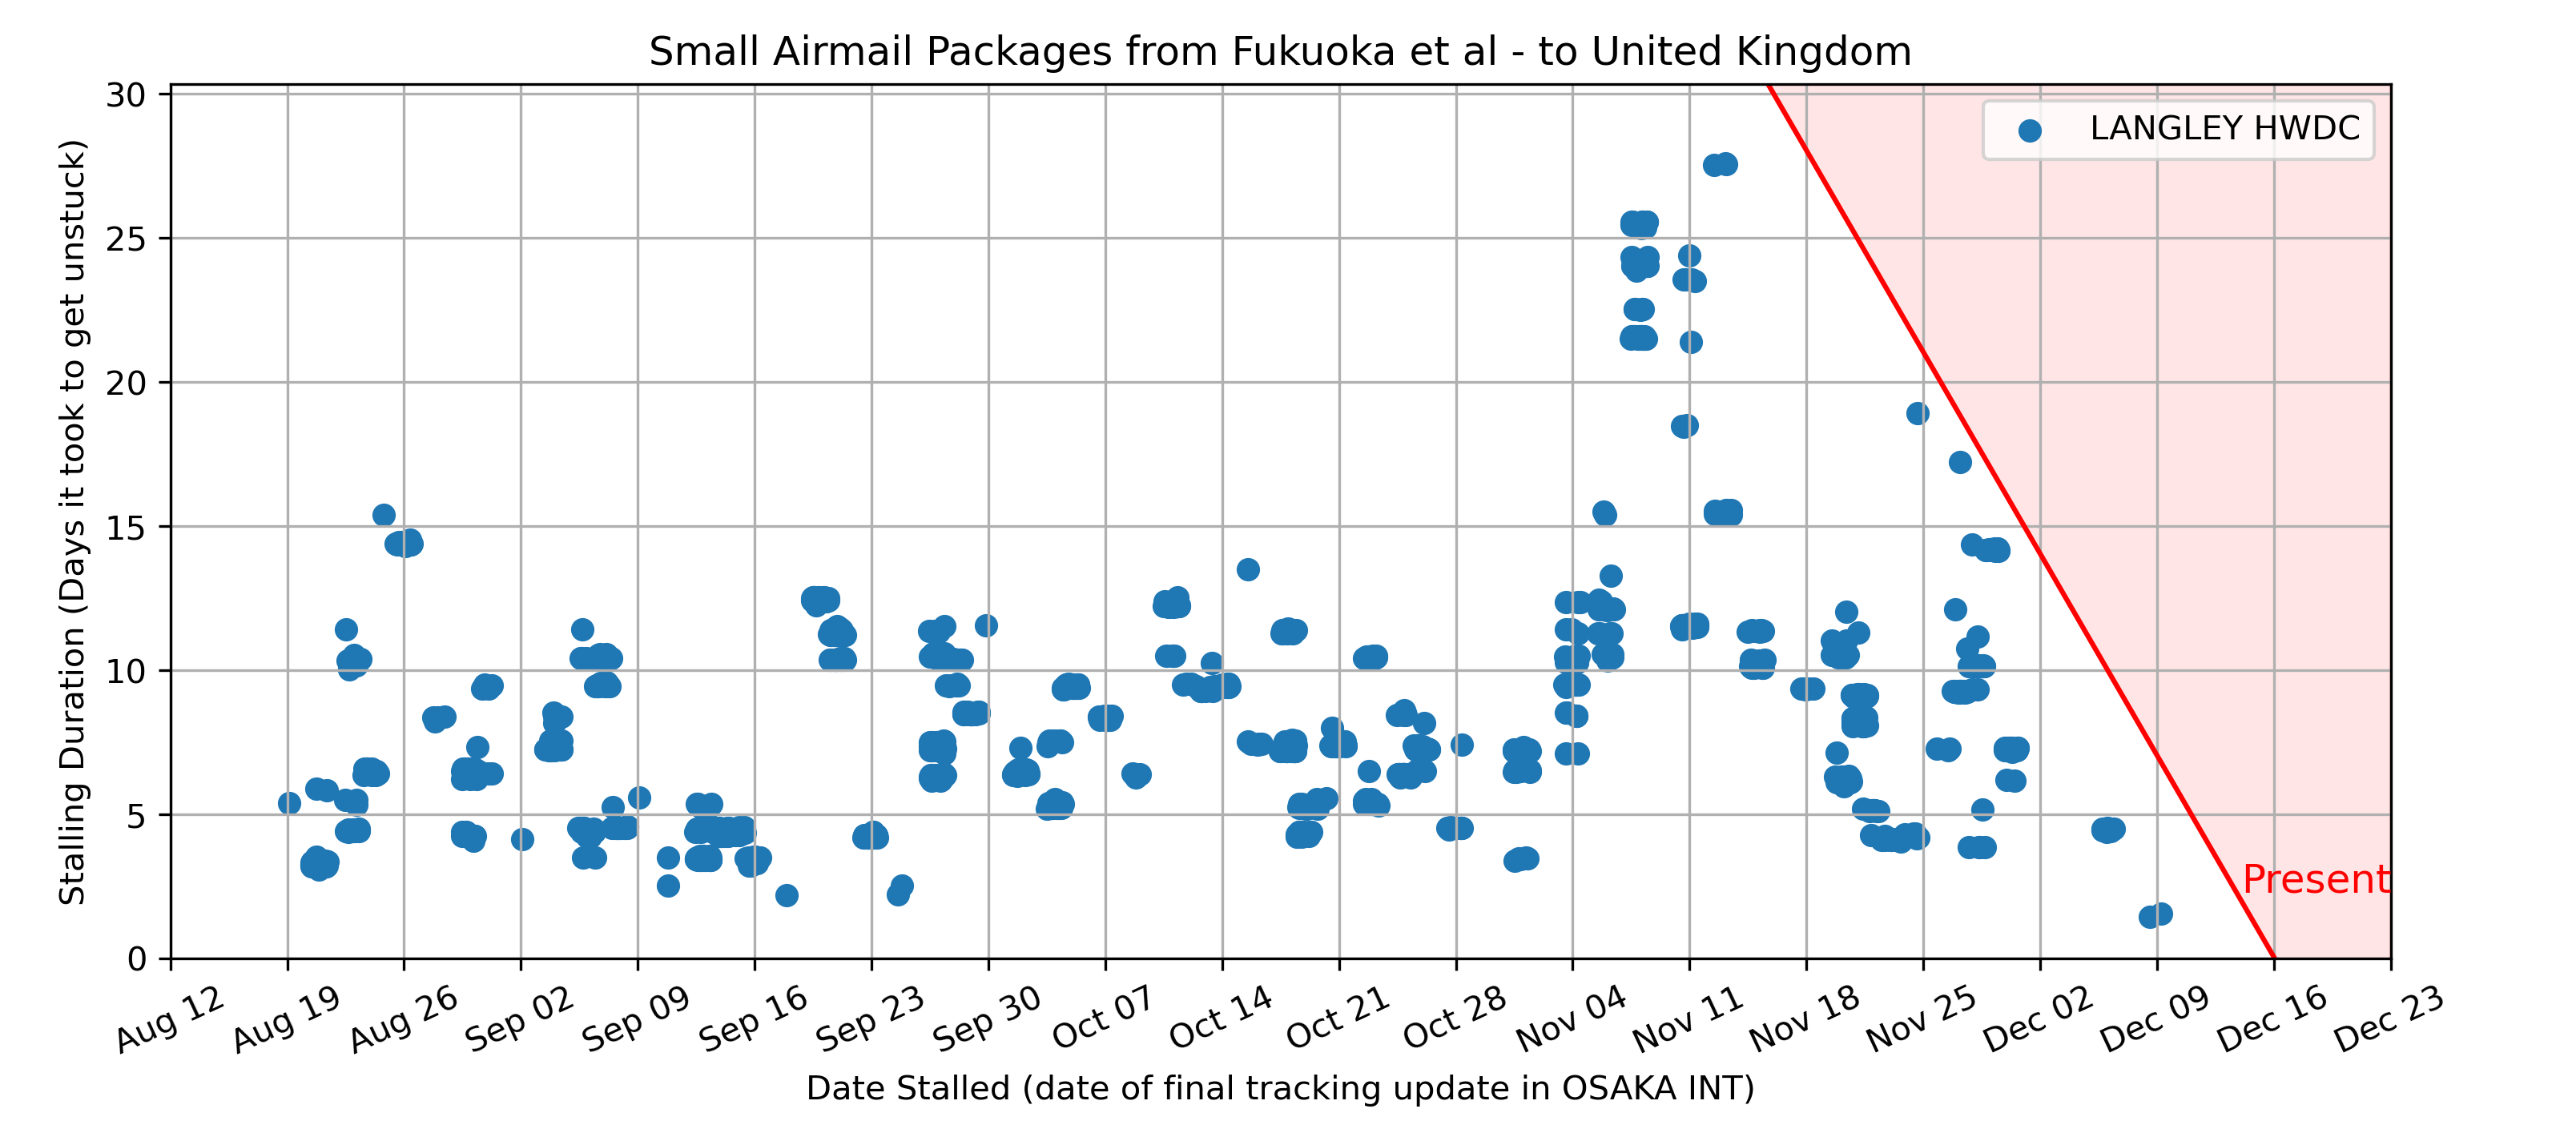 Small Airmail Packages from Fukuoka et al - to United Kingdom
LANGLEY HWDC
Present
Stalling Duration (Days it took to get unstuck)
30
25
20
15
10
5
0
Aug 12
Aug 19
Aug 26
Sep 02
Sep 09
Sep 16
Sep 23
Sep 30
Oct 07
Oct 14
Oct 21
Oct 28
Nov 04
Nov 11
Nov 18
Nov 25
Dec 02
Dec 09
Dec 16
Dec 23
Date Stalled (date of final tracking update in OSAKA INT)